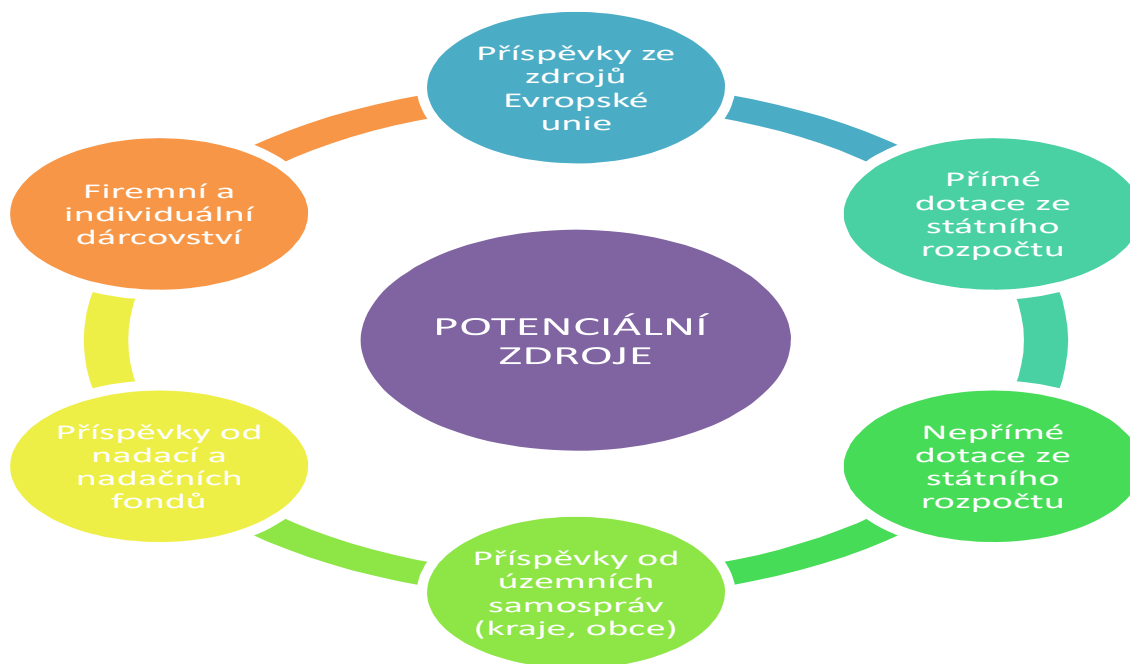 Příspěvky ze
zdrojů
Evropské
unie
Přímé
dotace ze
státního
rozpočtu
Nepřímé
dotace ze
státního
rozpočtu
Příspěvky od
územních
samospráv
(kraje, obce)
Příspěvky od
nadací a
nadačních
fondů
Firemní a
individuální
dárcovství
POTENCIÁLNÍ
ZDROJE